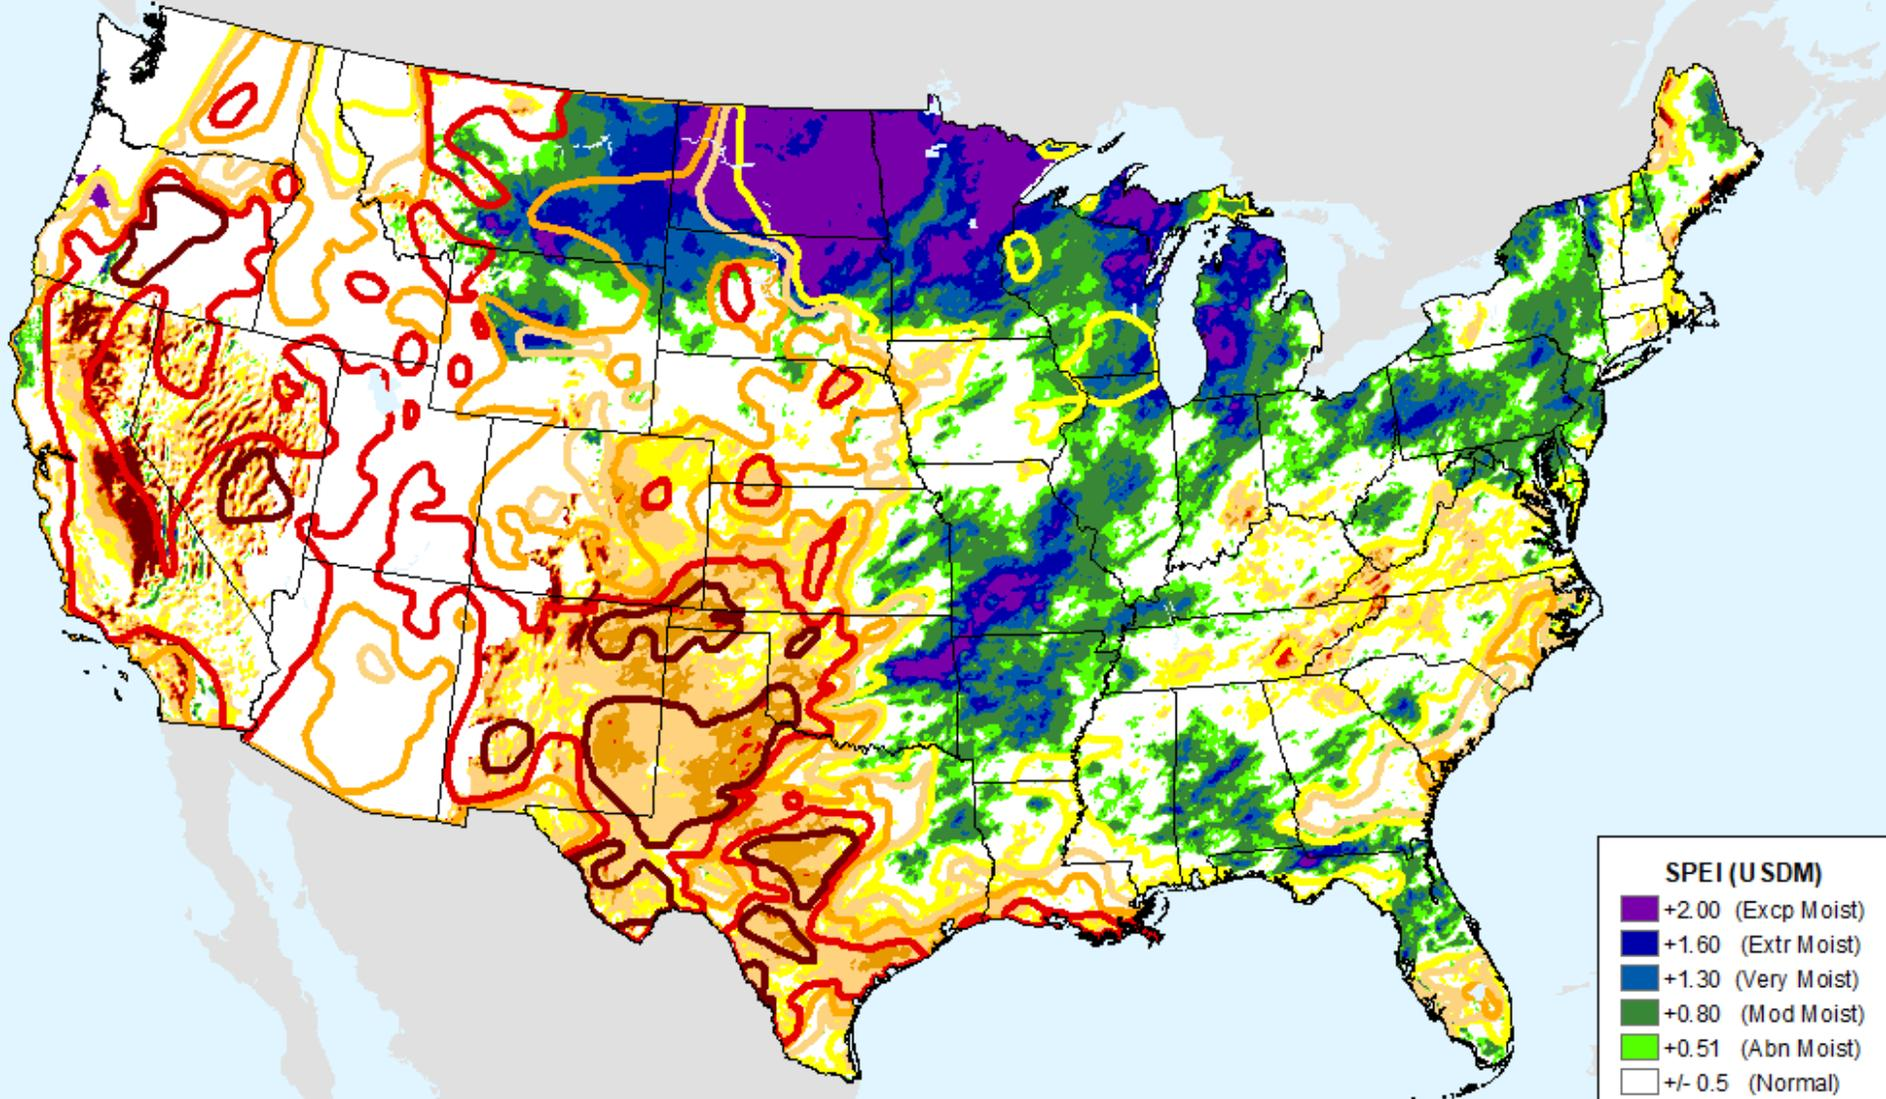 SPEI (USDM)
+2.00 (Excp Moist)
+1.60 (Extr Moist)
+1.30 (Very Moist)
+0.80 (Mod Moist)
+0.51 (Abn Moist)
+/- 0.5 (Normal)